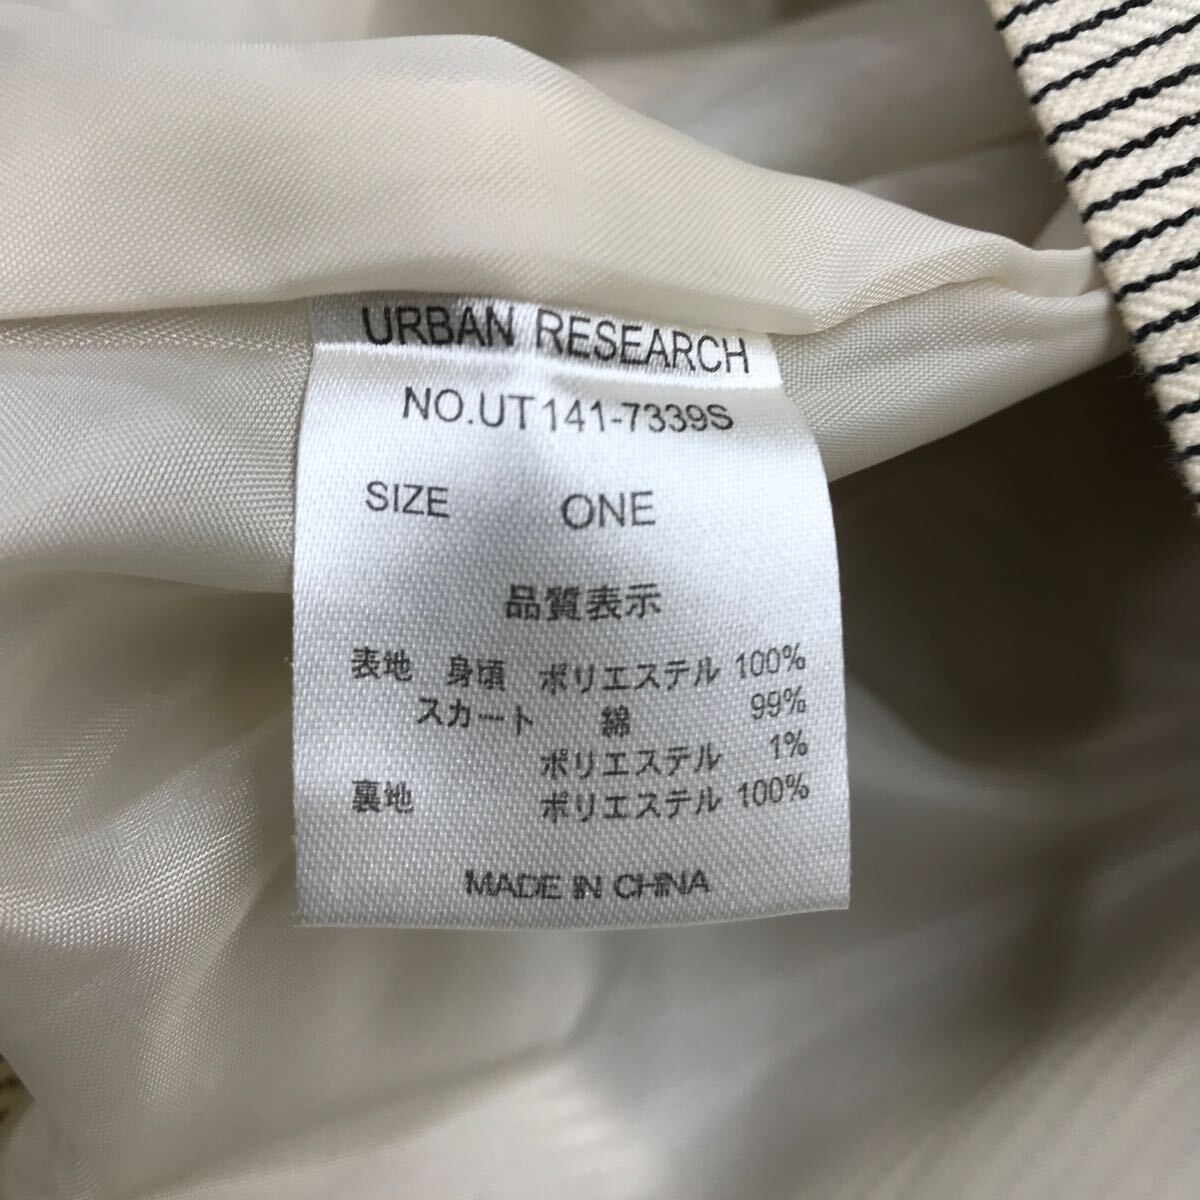 URBAN RESEARCH
NO.UT141-7339S
SIZE ONE
品質表示
表地 身頃 ポリエステル 100%
スカート 綿 99%
ポリエステル 1%
裏地 ポリエステル 100%
MADE IN CHINA